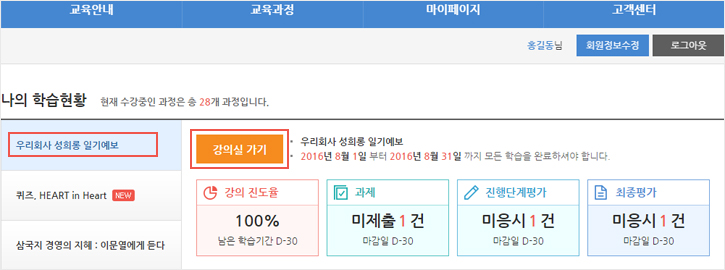 교육안내 교육과정 마이페이지 고객센터
홍길동님 회원정보수정 로그아웃
나의 학습현황 현재 수강중인 과정은 총 28개 과정입니다.
우리회사 성희롱 일기예보
퀴즈, HEART in Heart NEW
삼국지 경영의 지혜 : 이문열에게 듣다
강의실 가기
우리회사 성희롱 일기예보
2016년 8월 1일 부터 2016년 8월 31일 까지 모든 학습을 완료하셔야 합니다.
강의 진도율
100%
남은 학습기간 D-30
과제
미제출 1 건
마감일 D-30
진행단계평가
미응시 1 건
마감일 D-30
최종평가
미응시 1 건
마감일 D-30